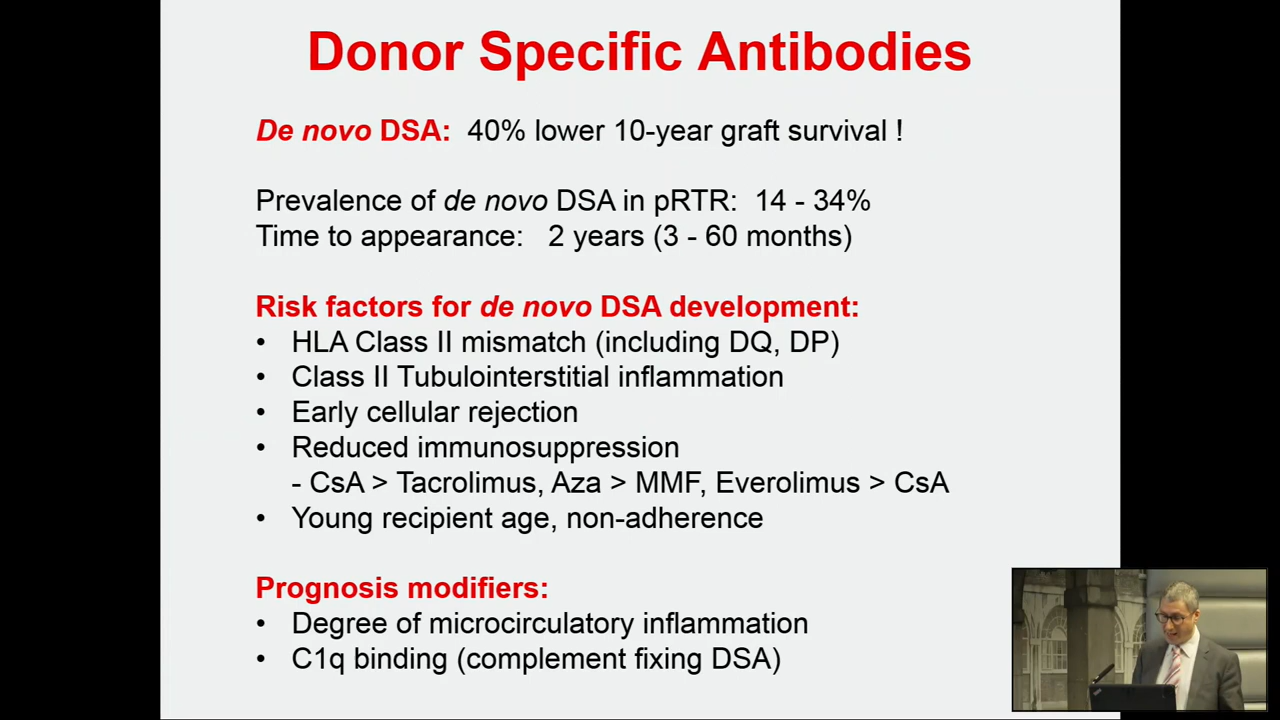 Donor Specific Antibodies
De novo DSA: 40% lower 10-year graft survival !
Prevalence of de novo DSA in pRTR: 14 - 34%
Time to appearance: 2 years (3 - 60 months)
Risk factors for de novo DSA development:
• HLA Class II mismatch (including DQ, DP)
• Class II Tubulointerstitial inflammation
• Early cellular rejection
• Reduced immunosuppression
- CsA > Tacrolimus, Aza > MMF, Everolimus > CsA
• Young recipient age, non-adherence
Prognosis modifiers:
• Degree of microcirculatory inflammation
• C1q binding (complement fixing DSA)